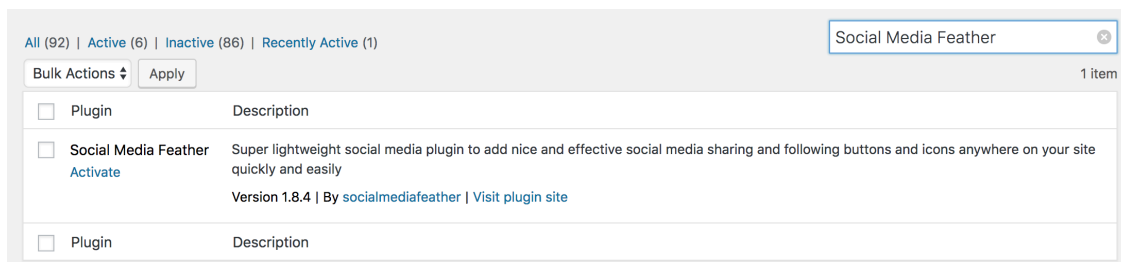 Social Media Feather
All (92) | Active (6) | Inactive (86) | Recently Active (1)
Bulk Actions Apply 1 item
Plugin Description
Social Media Feather Super lightweight social media plugin to add nice and effective social media sharing and following buttons and icons anywhere on your site
Activate quickly and easily
Version 1.8.4 | By socialmediafeather | Visit plugin site
Plugin Description